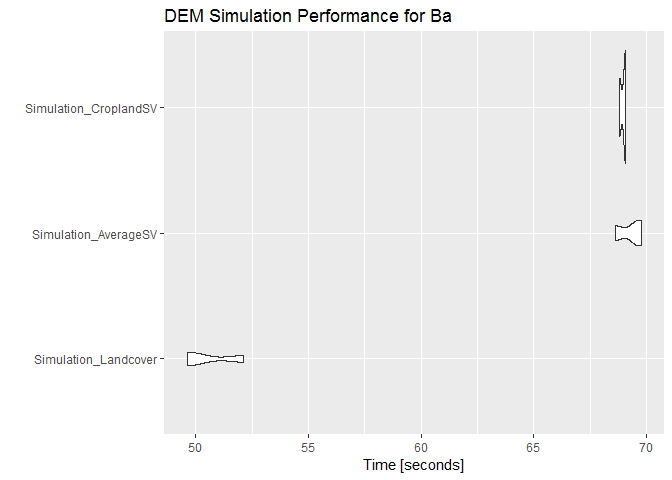 DEM Simulation Performance for Ba
Simulation_CroplandSV
Simulation_AverageSV
Simulation_Landcover
50 55 60 65 70
Time [seconds]